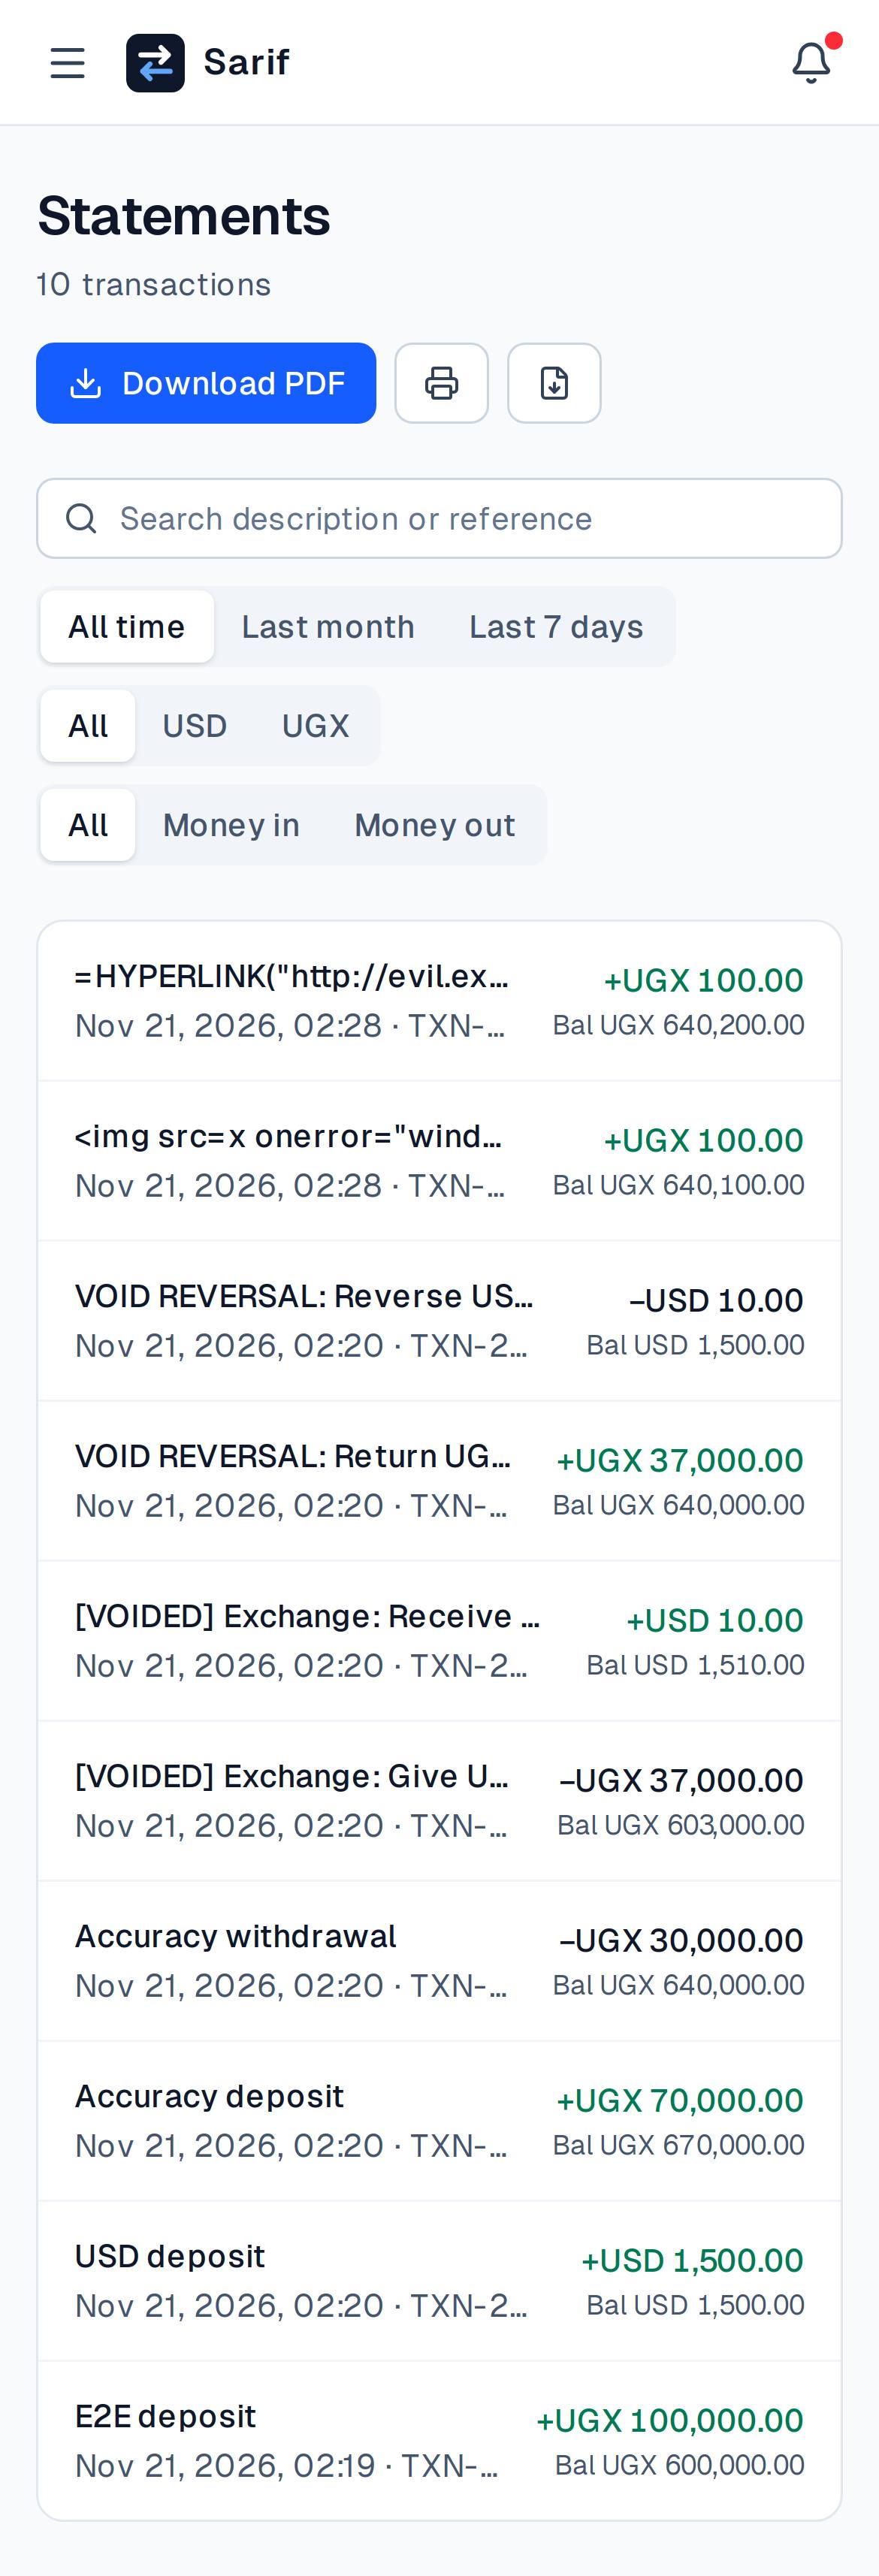 Sarif
Statements
10 transactions
Download PDF
Search description or reference
All time Last month Last 7 days
All USD UGX
All Money in Money out
=HYPERLINK("http://evil.ex… +UGX 100.00
Nov 21, 2026, 02:28 · TXN-… Bal UGX 640,200.00
<img src=x onerror="wind… +UGX 100.00
Nov 21, 2026, 02:28 · TXN-… Bal UGX 640,100.00
VOID REVERSAL: Reverse US… −USD 10.00
Nov 21, 2026, 02:20 · TXN-2… Bal USD 1,500.00
VOID REVERSAL: Return UG… +UGX 37,000.00
Nov 21, 2026, 02:20 · TXN-… Bal UGX 640,000.00
[VOIDED] Exchange: Receive … +USD 10.00
Nov 21, 2026, 02:20 · TXN-2… Bal USD 1,510.00
[VOIDED] Exchange: Give U… −UGX 37,000.00
Nov 21, 2026, 02:20 · TXN-… Bal UGX 603,000.00
Accuracy withdrawal −UGX 30,000.00
Nov 21, 2026, 02:20 · TXN-… Bal UGX 640,000.00
Accuracy deposit +UGX 70,000.00
Nov 21, 2026, 02:20 · TXN-… Bal UGX 670,000.00
USD deposit +USD 1,500.00
Nov 21, 2026, 02:20 · TXN-2… Bal USD 1,500.00
E2E deposit +UGX 100,000.00
Nov 21, 2026, 02:19 · TXN-… Bal UGX 600,000.00